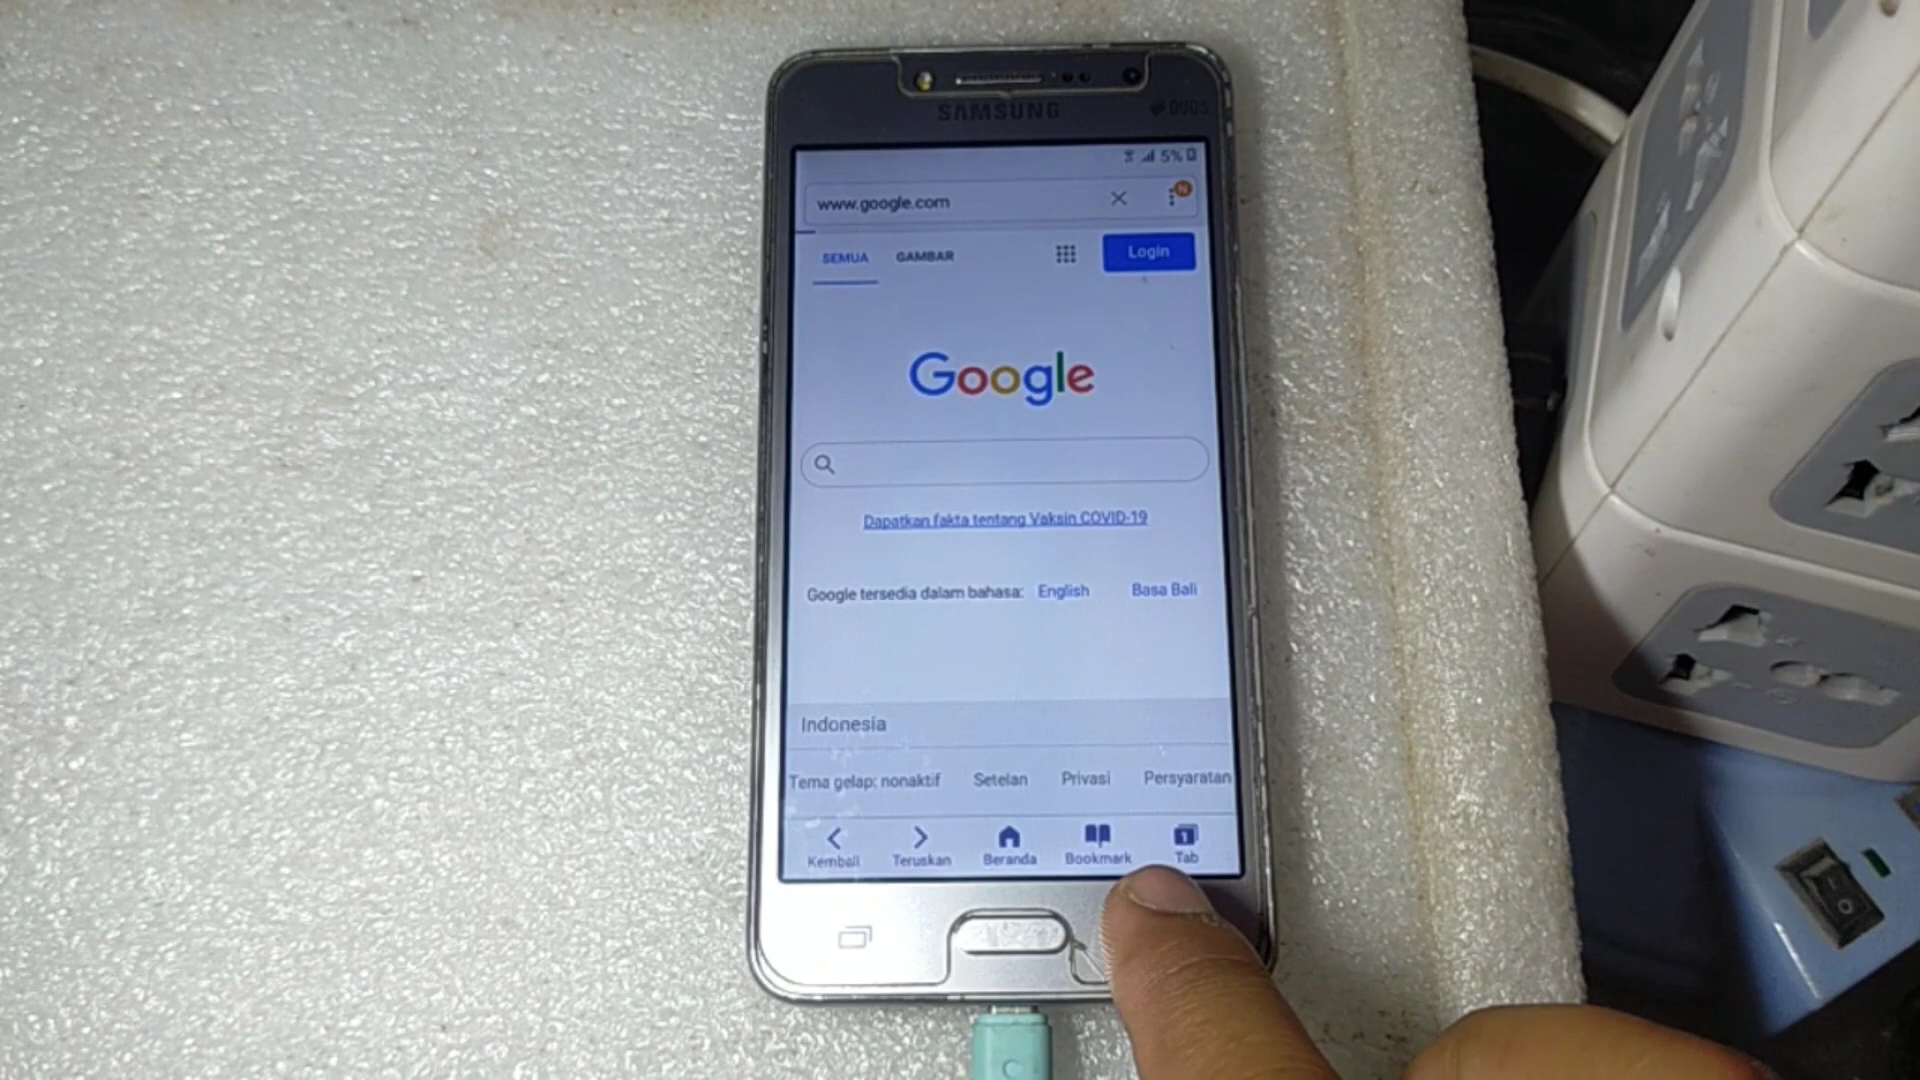 SAMSUNG
5%
www.google.com
N
SEMUA GAMBAR Login
Google
Dapatkan fakta tentang Vaksin COVID-19
Google tersedia dalam bahasa: English Basa Bali
Indonesia
Tema gelap: nonaktif Setelan Privasi Persyaratan
1
Kembali Teruskan Beranda Bookmark Tab